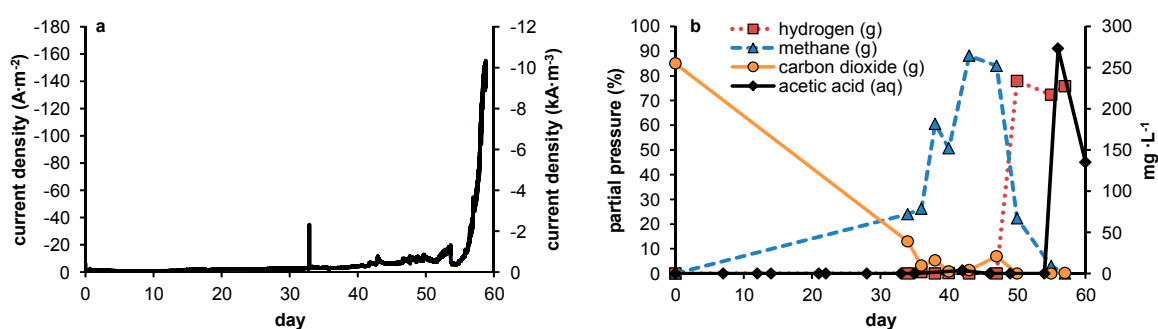 a
current density (A·m⁻²)
-180
-160
-140
-120
-100
-80
-60
-40
-20
0
-12
-10
-8
-6
-4
-2
0
current density (kA·m⁻³)
0 10 20 30 40 50 60
day
b
hydrogen (g)
methane (g)
carbon dioxide (g)
acetic acid (aq)
partial pressure (%)
100
90
80
70
60
50
40
30
20
10
0
300
250
200
150
100
50
0
mg ·L⁻¹
0 10 20 30 40 50 60
day